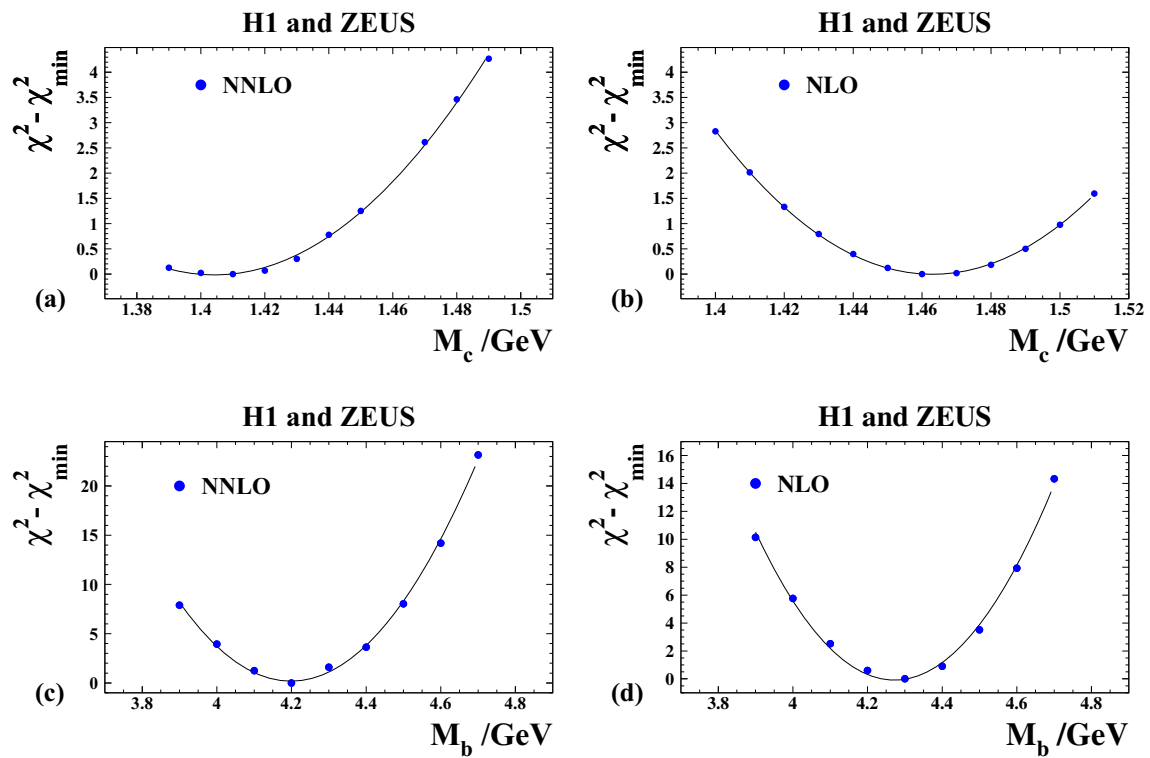 H1 and ZEUS
χ² - χ²min
NNLO
4
3.5
3
2.5
2
1.5
1
0.5
0
(a)
1.38 1.4 1.42 1.44 1.46 1.48 1.5
M_c /GeV
H1 and ZEUS
χ² - χ²min
NLO
4
3.5
3
2.5
2
1.5
1
0.5
0
(b)
1.4 1.42 1.44 1.46 1.48 1.5 1.52
M_c /GeV
H1 and ZEUS
χ² - χ²min
NNLO
20
15
10
5
0
(c)
3.8 4 4.2 4.4 4.6 4.8
M_b /GeV
H1 and ZEUS
χ² - χ²min
NLO
16
14
12
10
8
6
4
2
0
(d)
3.8 4 4.2 4.4 4.6 4.8
M_b /GeV